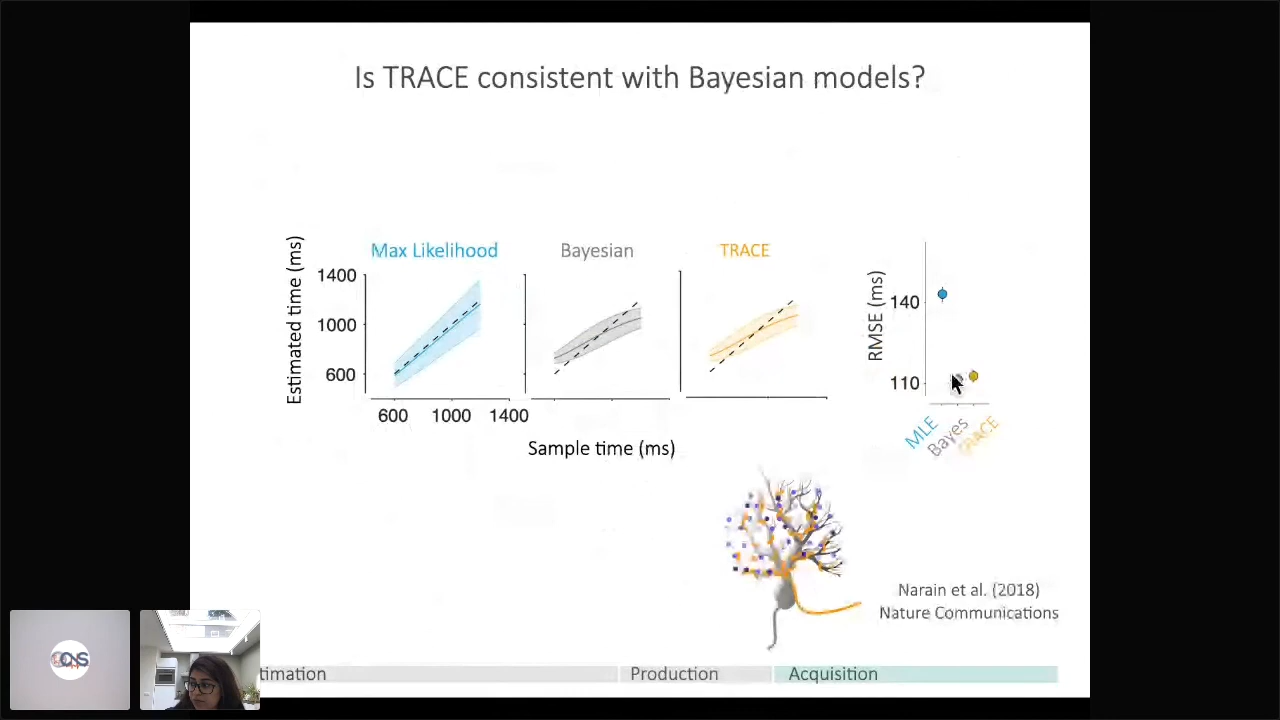 Is TRACE consistent with Bayesian models?
Max Likelihood
Bayesian
TRACE
Estimated time (ms)
1400
1000
600
600 1000 1400
Sample time (ms)
RMSE (ms)
140
110
MLE
Bayes
TRACE
Narain et al. (2018)
Nature Communications
timation
Production
Acquisition